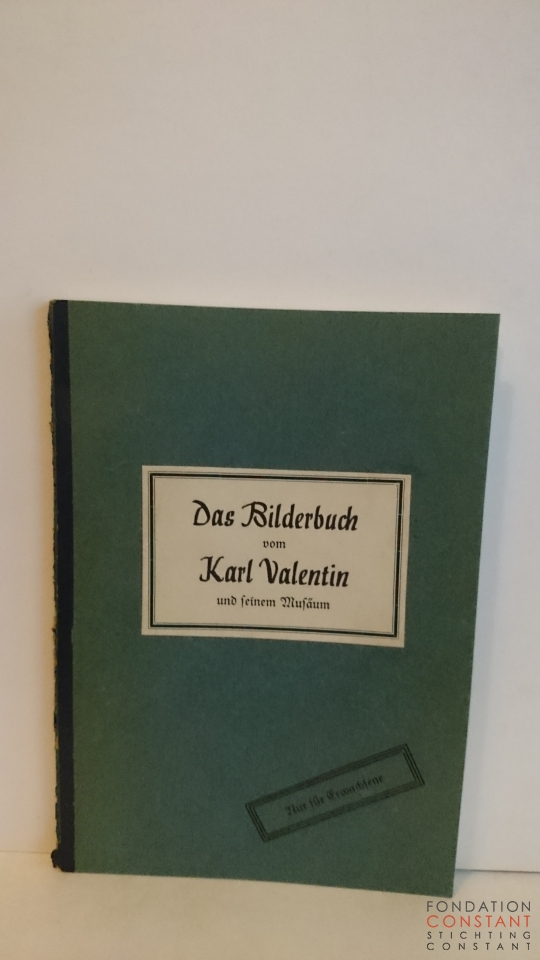 Das Bilderbuch
vom
Karl Valentin
und seinem Musäum
Nur für Erwachsene
FONDATION
CONSTANT
STICHTING
CONSTANT